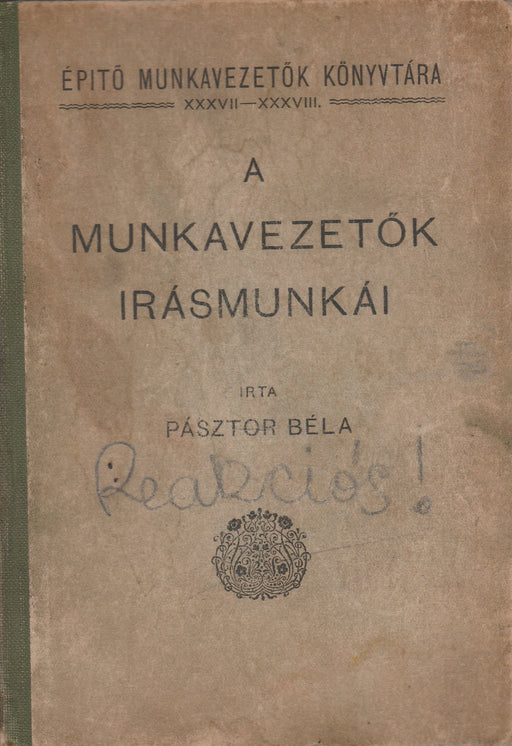 ÉPITŐ MUNKAVEZETŐK KÖNYVTÁRA
XXXVII—XXXVIII.
A
MUNKAVEZETŐK
IRÁSMUNKÁI
IRTA
PÁSZTOR BÉLA
Reakciós!